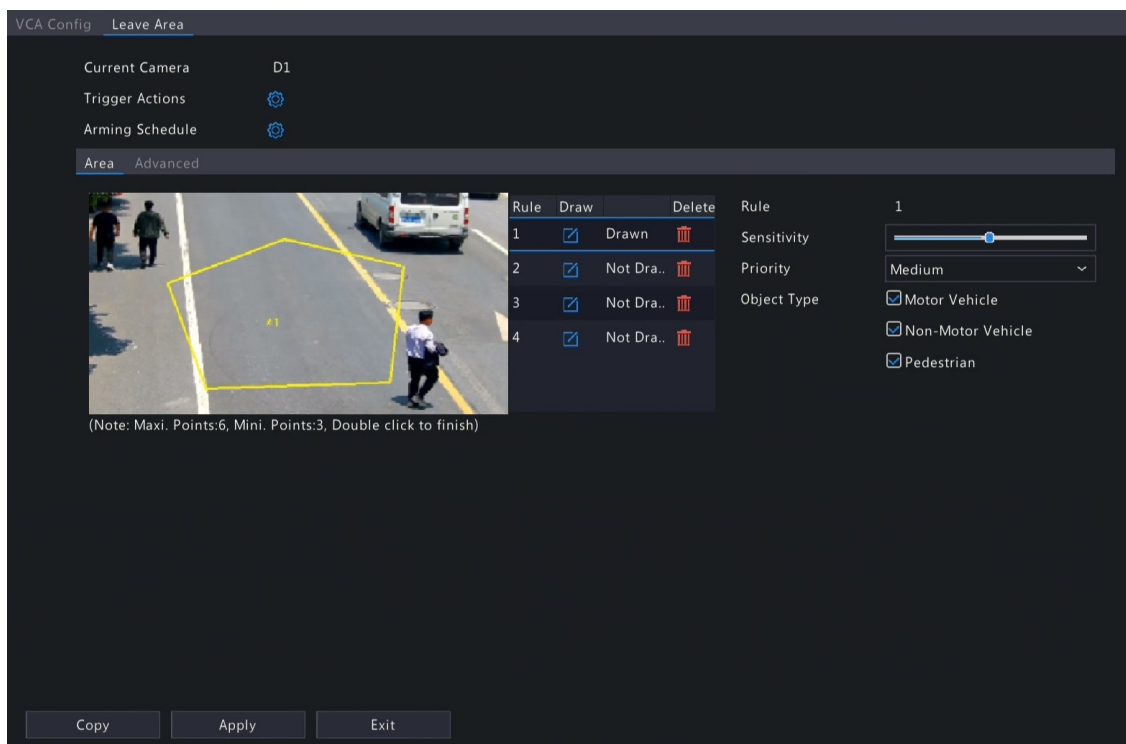 VCA Config Leave Area
Current Camera D1
Trigger Actions
Arming Schedule
Area Advanced
Rule Draw Delete
1 Drawn
2 Not Dra..
3 Not Dra..
4 Not Dra..
(Note: Maxi. Points:6, Mini. Points:3, Double click to finish)
Rule 1
Sensitivity
Priority Medium
Object Type Motor Vehicle
Non-Motor Vehicle
Pedestrian
Copy Apply Exit